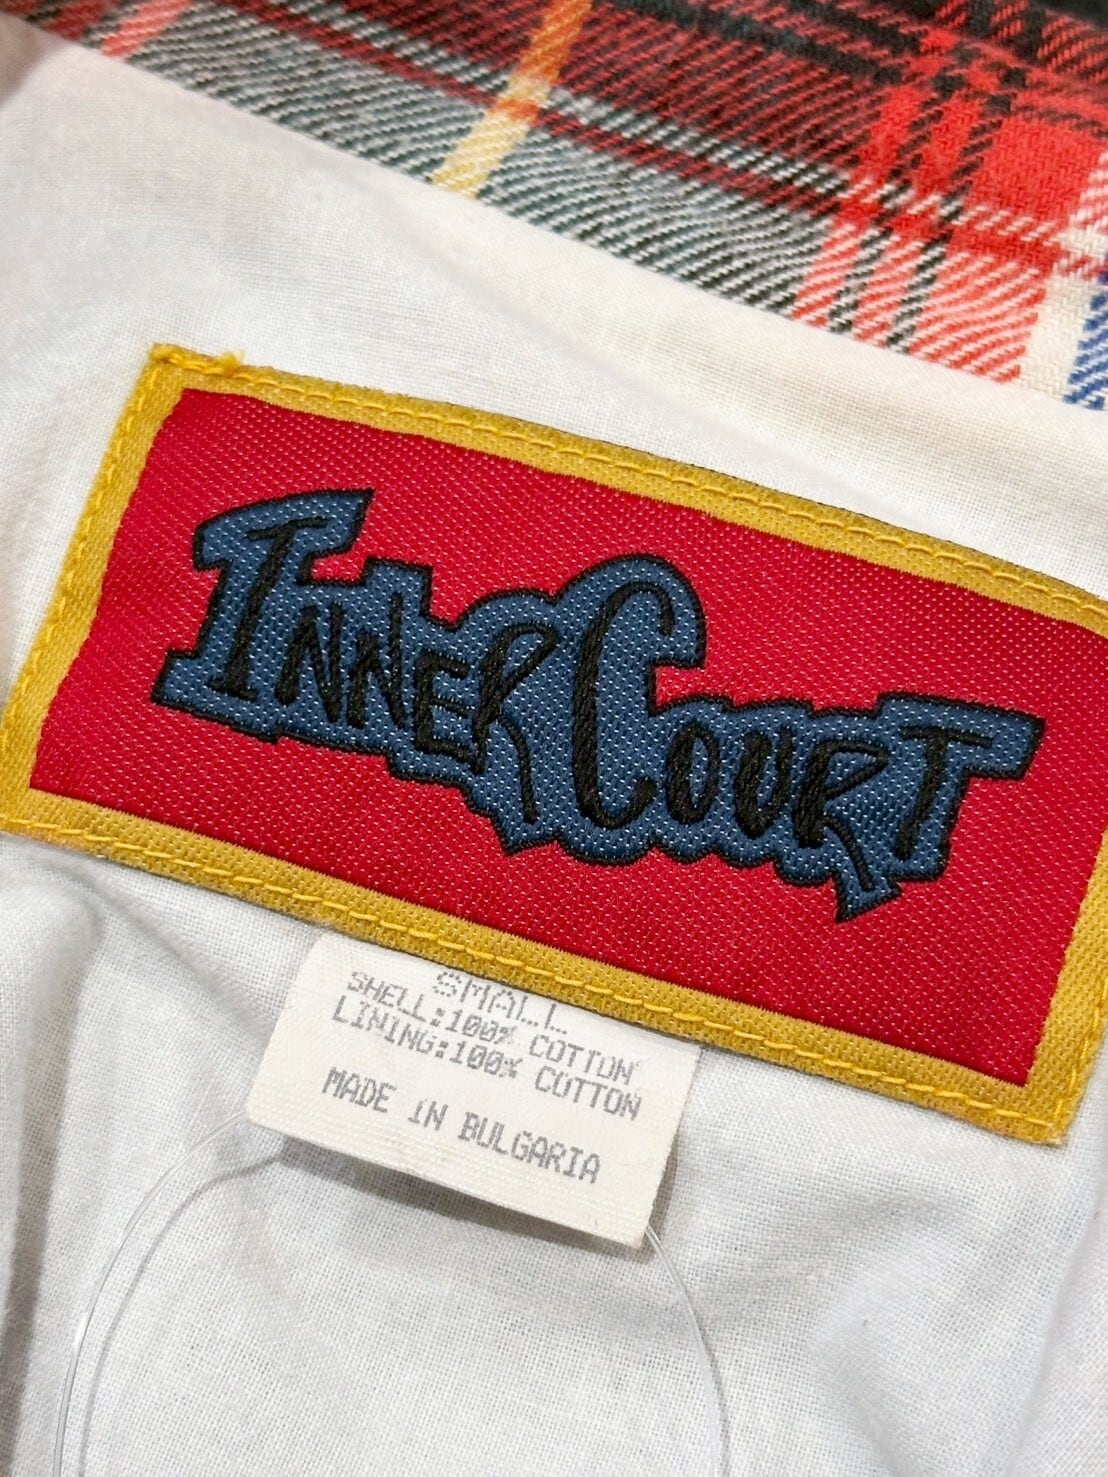 INNER COURT
SMALL
SHELL:100% COTTON
LINING:100% COTTON
MADE IN BULGARIA